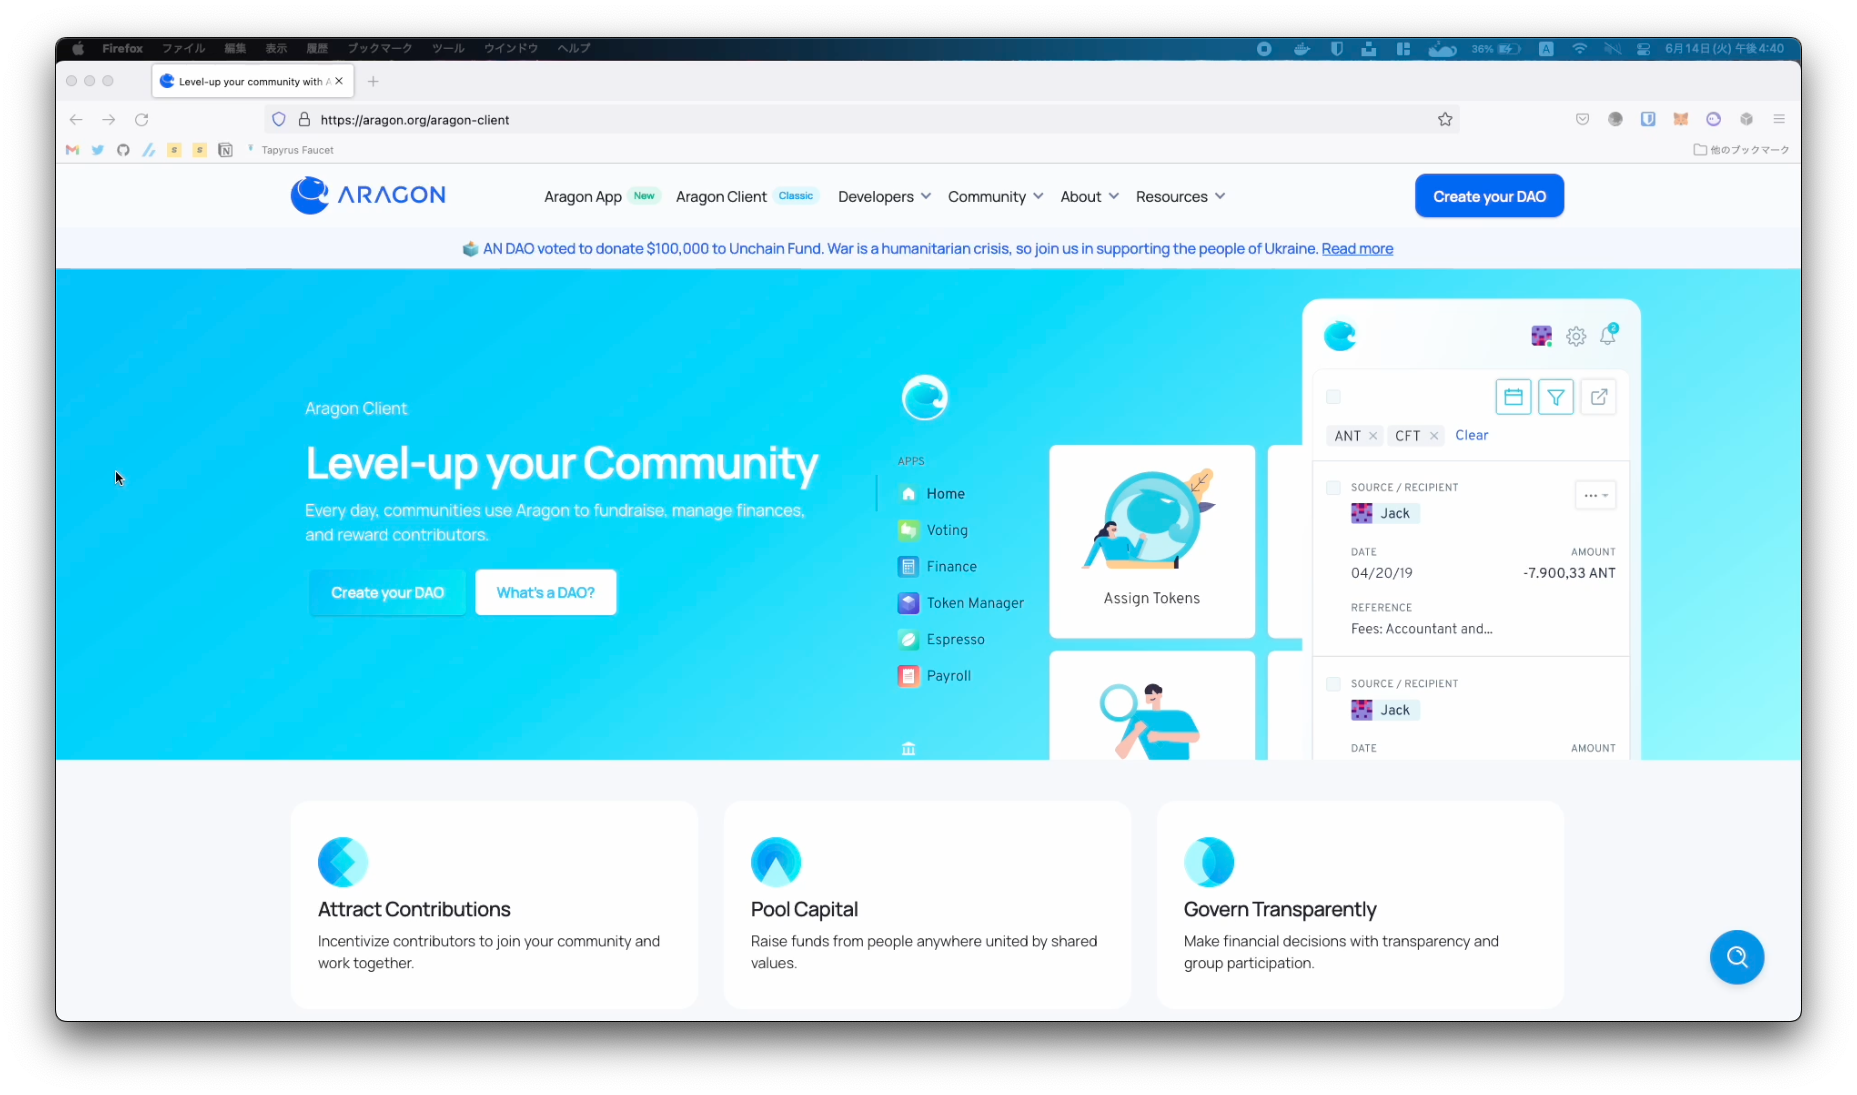 Firefox ファイル 編集 表示 履歴 ブックマーク ツール ウインドウ ヘルプ 36% A 6月14日(火) 午後4:40
Level-up your community with A
https://aragon.org/aragon-client
Tapyrus Faucet 他のブックマーク
ARAGON
Aragon App New Aragon Client Classic Developers Community About Resources Create your DAO
AN DAO voted to donate $100,000 to Unchain Fund. War is a humanitarian crisis, so join us in supporting the people of Ukraine. Read more
Aragon Client
Level-up your Community
Every day, communities use Aragon to fundraise, manage finances,
and reward contributors.
Create your DAO What's a DAO?
APPS
Home
Voting
Finance
Token Manager
Espresso
Payroll
Assign Tokens
2
ANT × CFT × Clear
SOURCE / RECIPIENT
Jack
DATE AMOUNT
04/20/19 -7.900,33 ANT
REFERENCE
Fees: Accountant and...
SOURCE / RECIPIENT
Jack
DATE AMOUNT
Attract Contributions
Incentivize contributors to join your community and
work together.
Pool Capital
Raise funds from people anywhere united by shared
values.
Govern Transparently
Make financial decisions with transparency and
group participation.